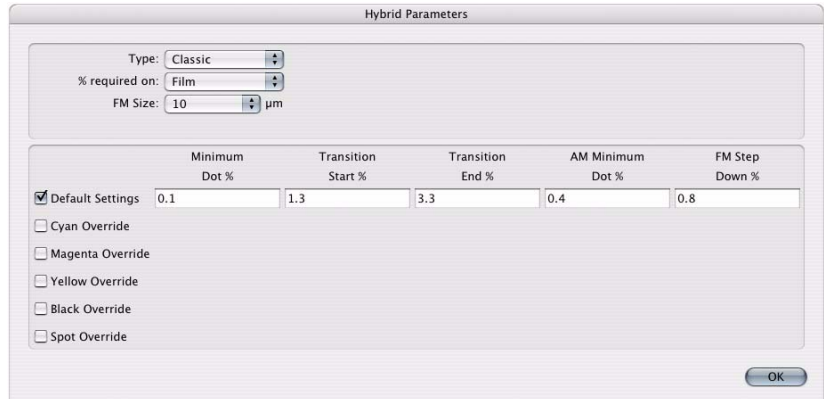 Hybrid Parameters
Type: Classic
% required on: Film
FM Size: 10 µm
Minimum Transition Transition AM Minimum FM Step
Dot % Start % End % Dot % Down %
Default Settings 0.1 1.3 3.3 0.4 0.8
Cyan Override
Magenta Override
Yellow Override
Black Override
Spot Override
OK